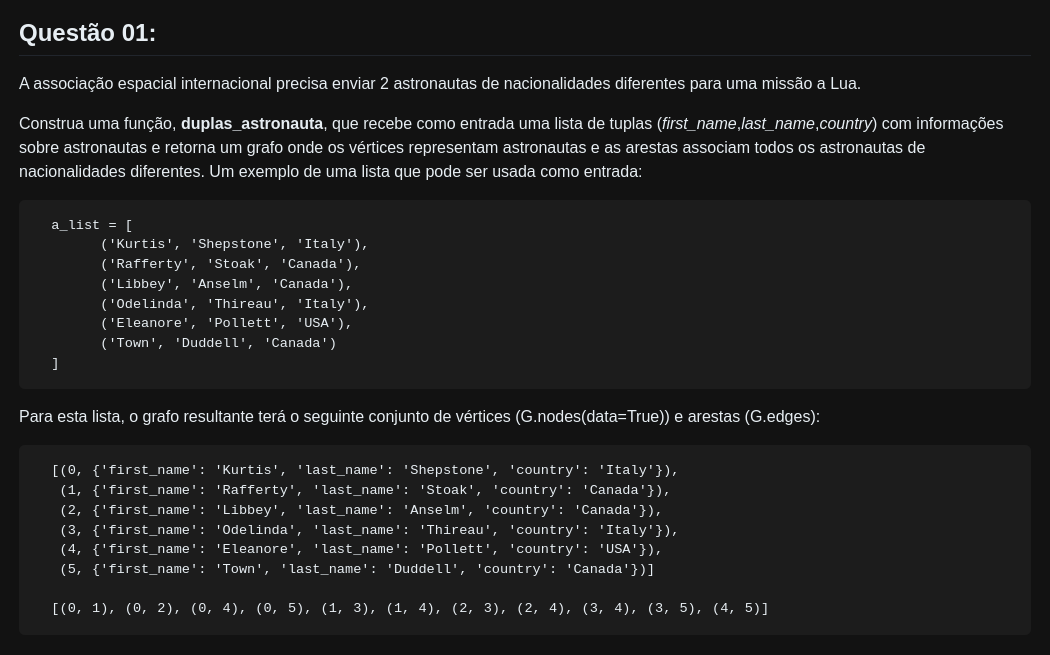 Questão 01:
A associação espacial internacional precisa enviar 2 astronautas de nacionalidades diferentes para uma missão a Lua.
Construa uma função, duplas_astronauta, que recebe como entrada uma lista de tuplas (first_name,last_name,country) com informações
sobre astronautas e retorna um grafo onde os vértices representam astronautas e as arestas associam todos os astronautas de
nacionalidades diferentes. Um exemplo de uma lista que pode ser usada como entrada:
a_list = [
      ('Kurtis', 'Shepstone', 'Italy'),
      ('Rafferty', 'Stoak', 'Canada'),
      ('Libbey', 'Anselm', 'Canada'),
      ('Odelinda', 'Thireau', 'Italy'),
      ('Eleanore', 'Pollett', 'USA'),
      ('Town', 'Duddell', 'Canada')
]
Para esta lista, o grafo resultante terá o seguinte conjunto de vértices (G.nodes(data=True)) e arestas (G.edges):
[(0, {'first_name': 'Kurtis', 'last_name': 'Shepstone', 'country': 'Italy'}),
 (1, {'first_name': 'Rafferty', 'last_name': 'Stoak', 'country': 'Canada'}),
 (2, {'first_name': 'Libbey', 'last_name': 'Anselm', 'country': 'Canada'}),
 (3, {'first_name': 'Odelinda', 'last_name': 'Thireau', 'country': 'Italy'}),
 (4, {'first_name': 'Eleanore', 'last_name': 'Pollett', 'country': 'USA'}),
 (5, {'first_name': 'Town', 'last_name': 'Duddell', 'country': 'Canada'})]
[(0, 1), (0, 2), (0, 4), (0, 5), (1, 3), (1, 4), (2, 3), (2, 4), (3, 4), (3, 5), (4, 5)]